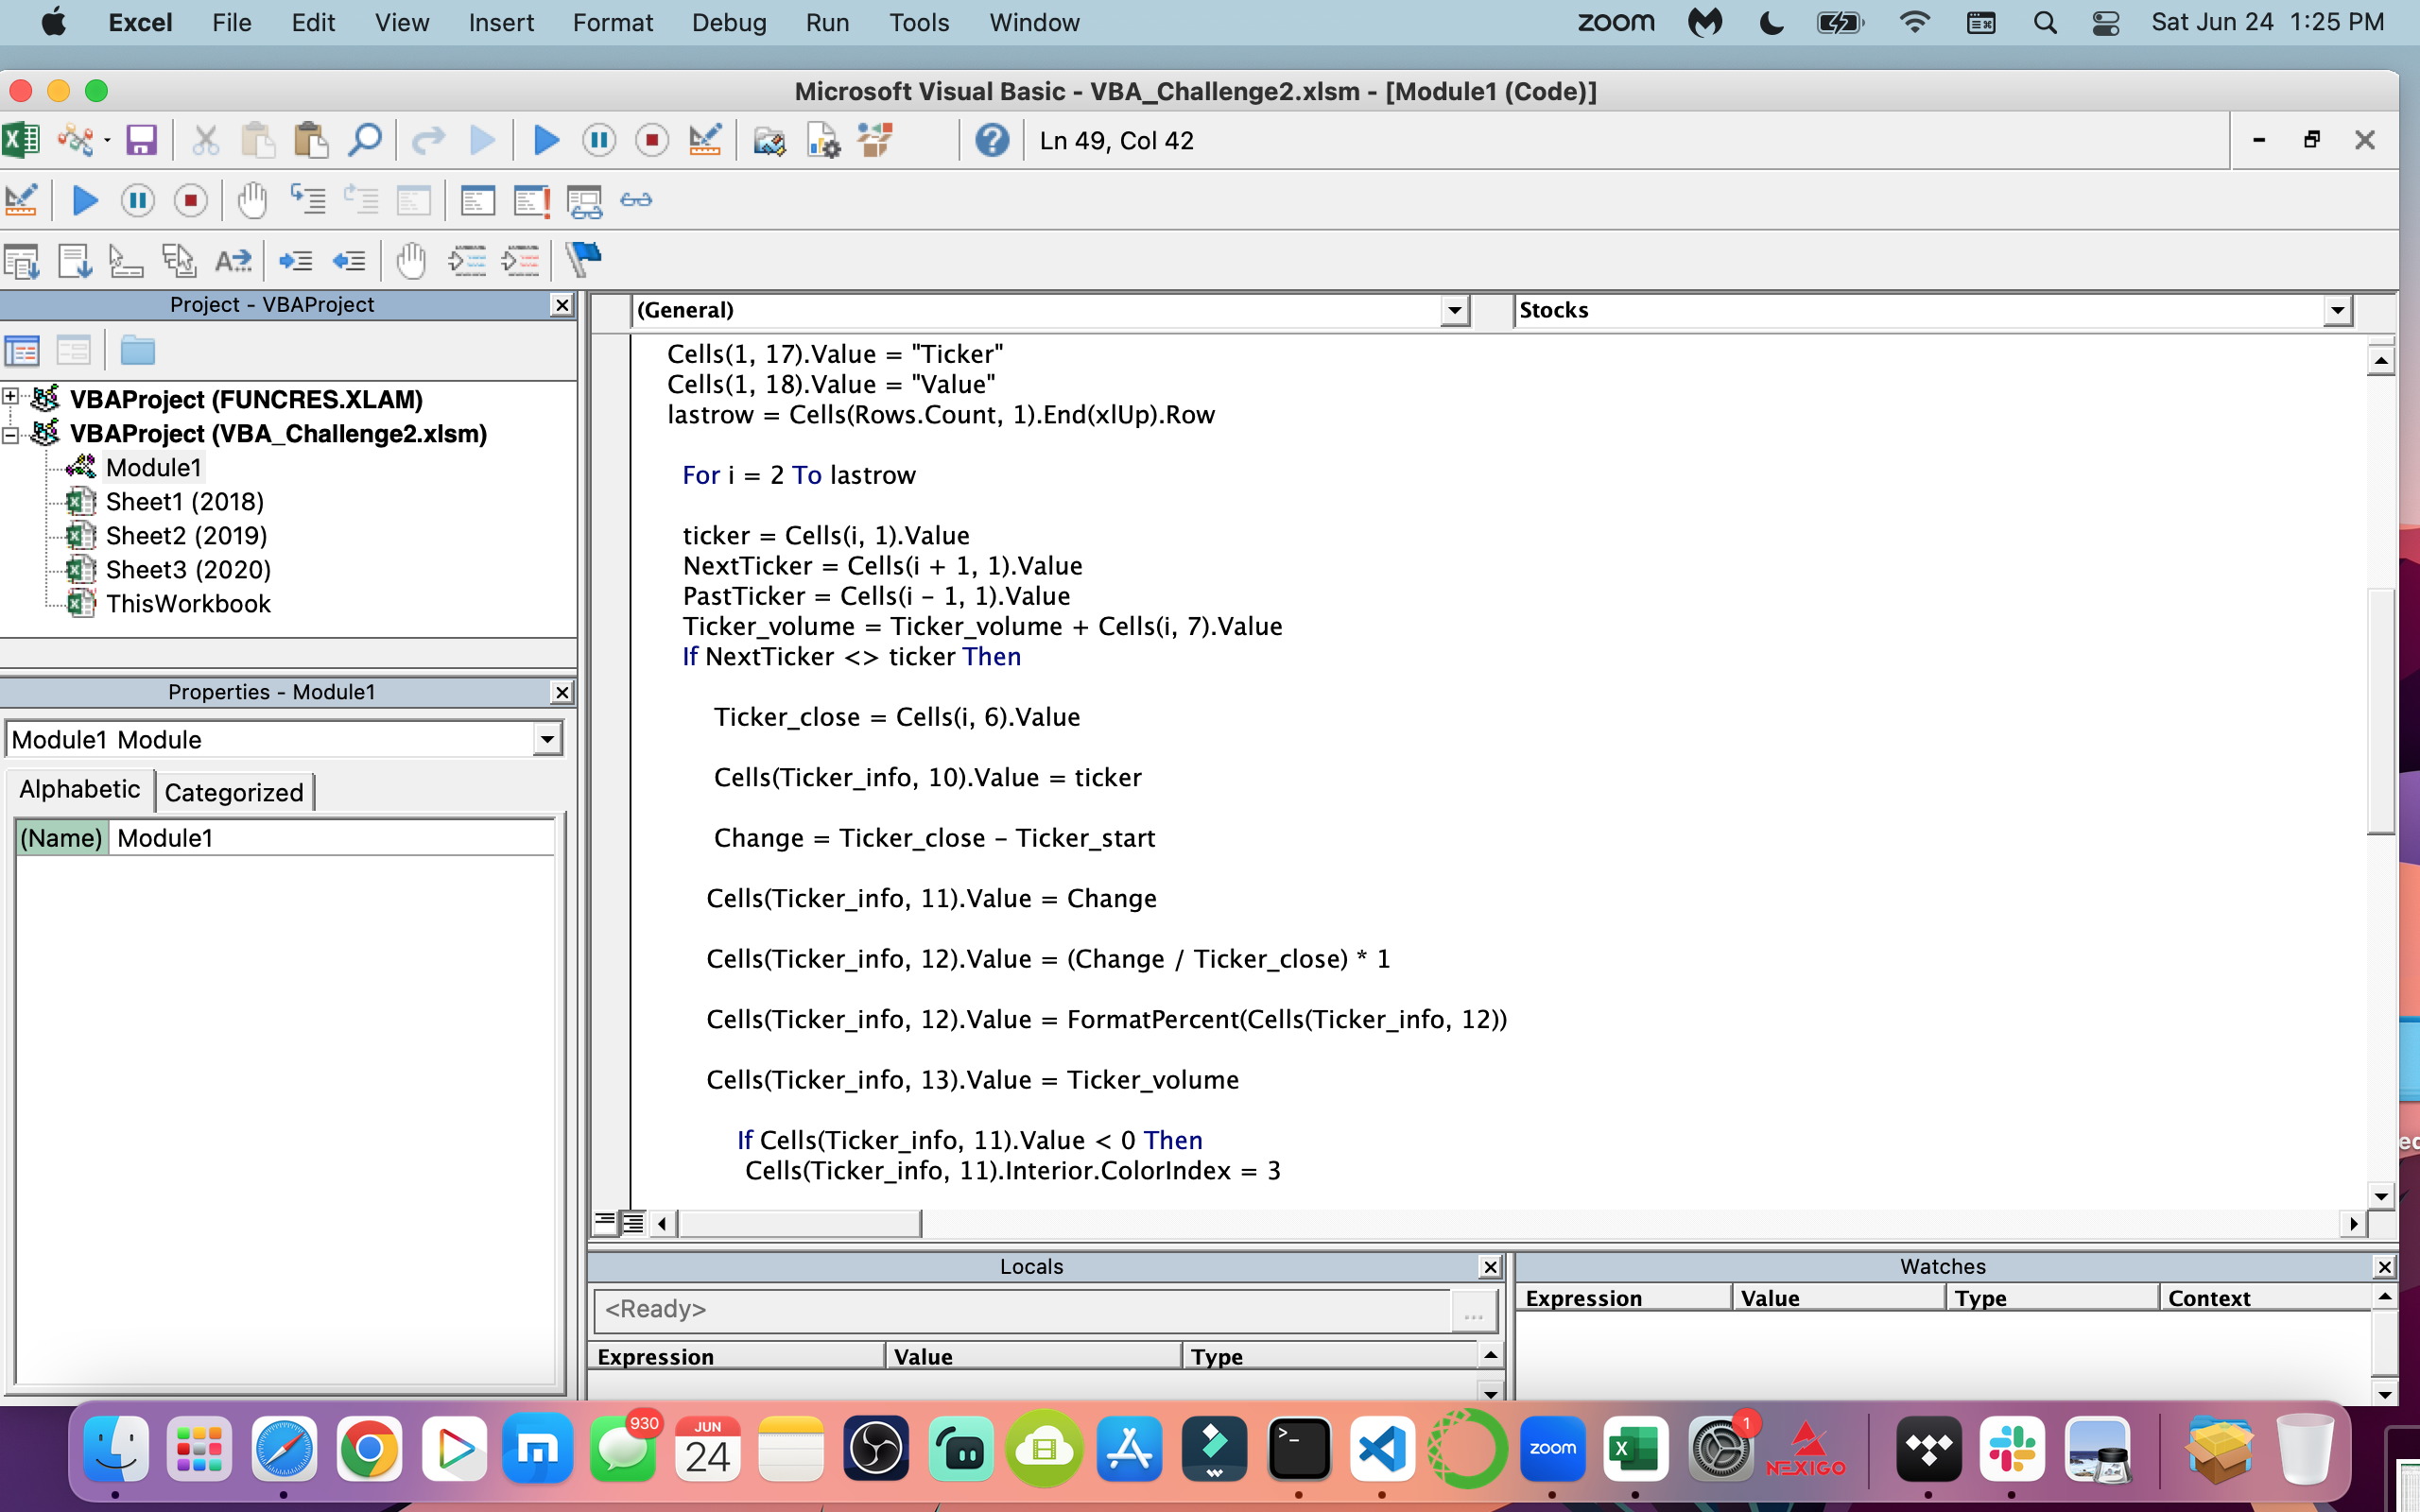 Excel File Edit View Insert Format Debug Run Tools Window zoom Sat Jun 24 1:25 PM
Microsoft Visual Basic - VBA_Challenge2.xlsm - [Module1 (Code)]
Ln 49, Col 42
Project - VBAProject
(General) Stocks
VBAProject (FUNCRES.XLAM)
VBAProject (VBA_Challenge2.xlsm)
Module1
Sheet1 (2018)
Sheet2 (2019)
Sheet3 (2020)
ThisWorkbook
Properties - Module1
Module1 Module
Alphabetic Categorized
(Name) Module1
Cells(1, 17).Value = "Ticker"
Cells(1, 18).Value = "Value"
lastrow = Cells(Rows.Count, 1).End(xlUp).Row
For i = 2 To lastrow
ticker = Cells(i, 1).Value
NextTicker = Cells(i + 1, 1).Value
PastTicker = Cells(i - 1, 1).Value
Ticker_volume = Ticker_volume + Cells(i, 7).Value
If NextTicker <> ticker Then
Ticker_close = Cells(i, 6).Value
Cells(Ticker_info, 10).Value = ticker
Change = Ticker_close - Ticker_start
Cells(Ticker_info, 11).Value = Change
Cells(Ticker_info, 12).Value = (Change / Ticker_close) * 1
Cells(Ticker_info, 12).Value = FormatPercent(Cells(Ticker_info, 12))
Cells(Ticker_info, 13).Value = Ticker_volume
If Cells(Ticker_info, 11).Value < 0 Then
Cells(Ticker_info, 11).Interior.ColorIndex = 3
Locals
<Ready>
...
Expression Value Type
Watches
Expression Value Type Context
930
JUN
24
zoom
1
NEXIGO